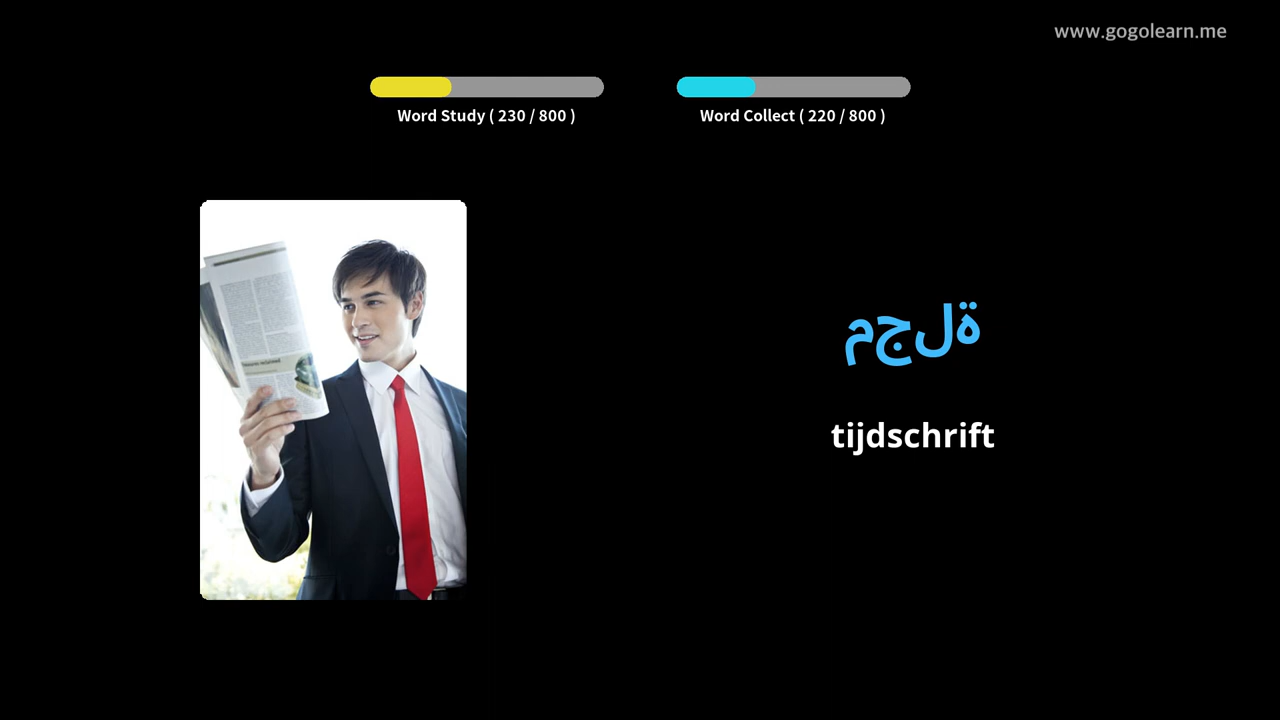 www.gogolearn.me
Word Study ( 230 / 800 )
Word Collect ( 220 / 800 )
مجلة
tijdschrift